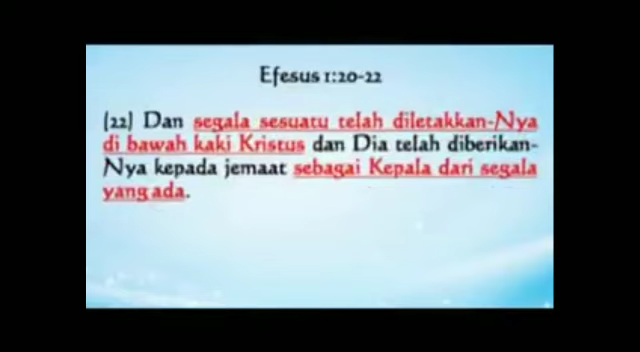 Efesus 1:20-22
(22) Dan segala sesuatu telah diletakkan-Nya
di bawah kaki Kristus dan Dia telah diberikan-
Nya kepada jemaat sebagai Kepala dari segala
yang ada.